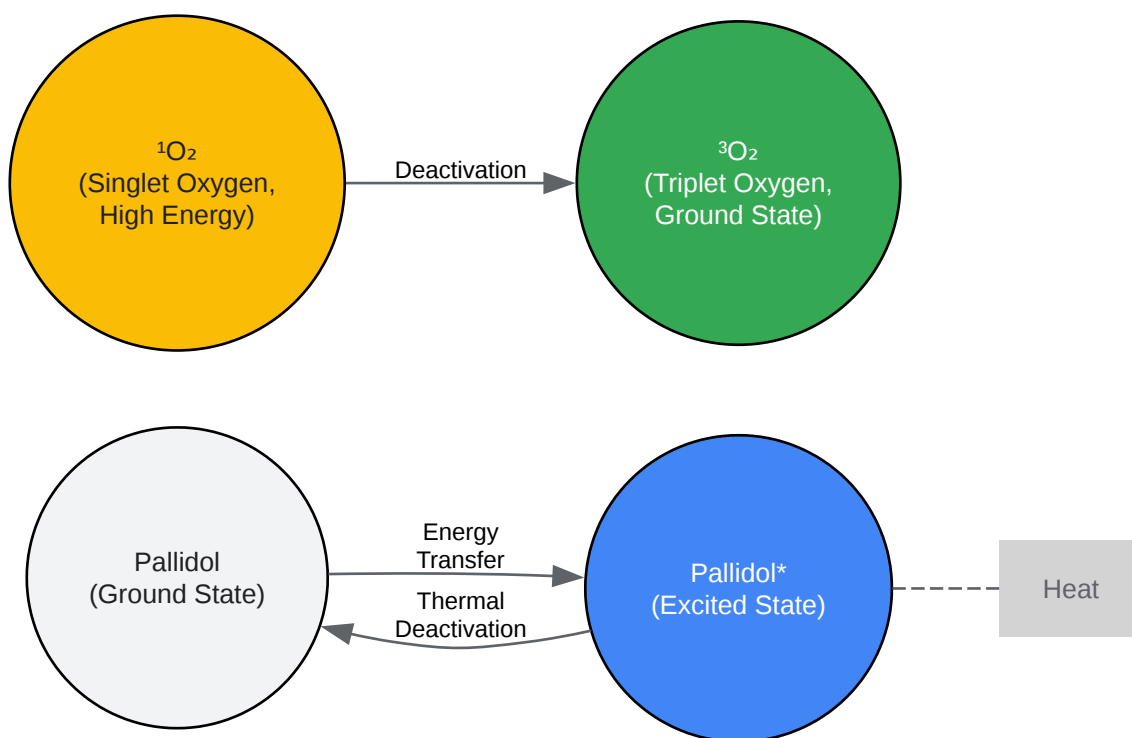 ¹O₂
(Singlet Oxygen,
High Energy)
Deactivation
³O₂
(Triplet Oxygen,
Ground State)
Pallidol
(Ground State)
Energy
Transfer
Thermal
Deactivation
Pallidol*
(Excited State)
Heat